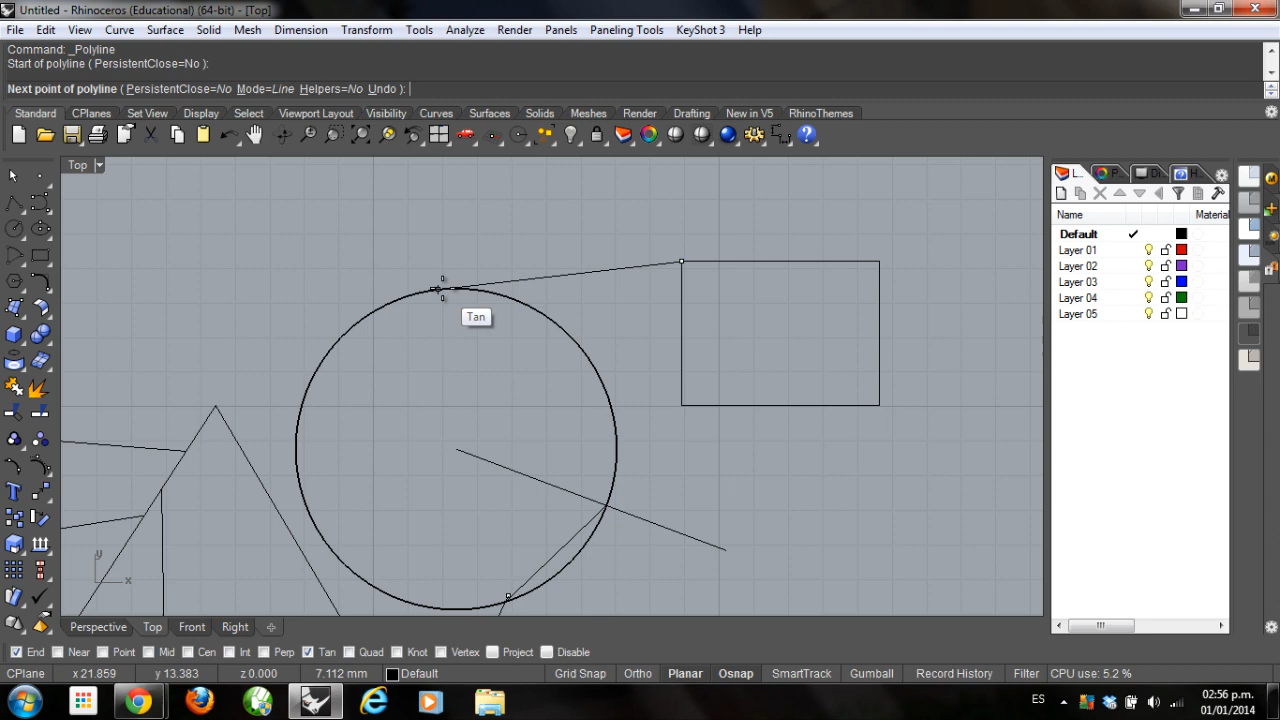 Untitled - Rhinoceros (Educational) (64-bit) - [Top]
File Edit View Curve Surface Solid Mesh Dimension Transform Tools Analyze Render Panels Paneling Tools KeyShot 3 Help
Command: _Polyline
Start of polyline ( PersistentClose=No ):
Next point of polyline ( PersistentClose=No Mode=Line Helpers=No Undo ):
Standard CPlanes Set View Display Select Viewport Layout Visibility Curves Surfaces Solids Meshes Render Drafting New in V5 RhinoThemes
Top
L... P... Di... H...
Name Material
Default
Layer 01
Layer 02
Layer 03
Layer 04
Layer 05
Tan
y
x
Perspective Top Front Right
End Near Point Mid Cen Int Perp Tan Quad Knot Vertex Project Disable
CPlane x 21.859 y 13.383 z 0.000 7.112 mm Default Grid Snap Ortho Planar Osnap SmartTrack Gumball Record History Filter CPU use: 5.2 %
ES 02:56 p.m.
01/01/2014